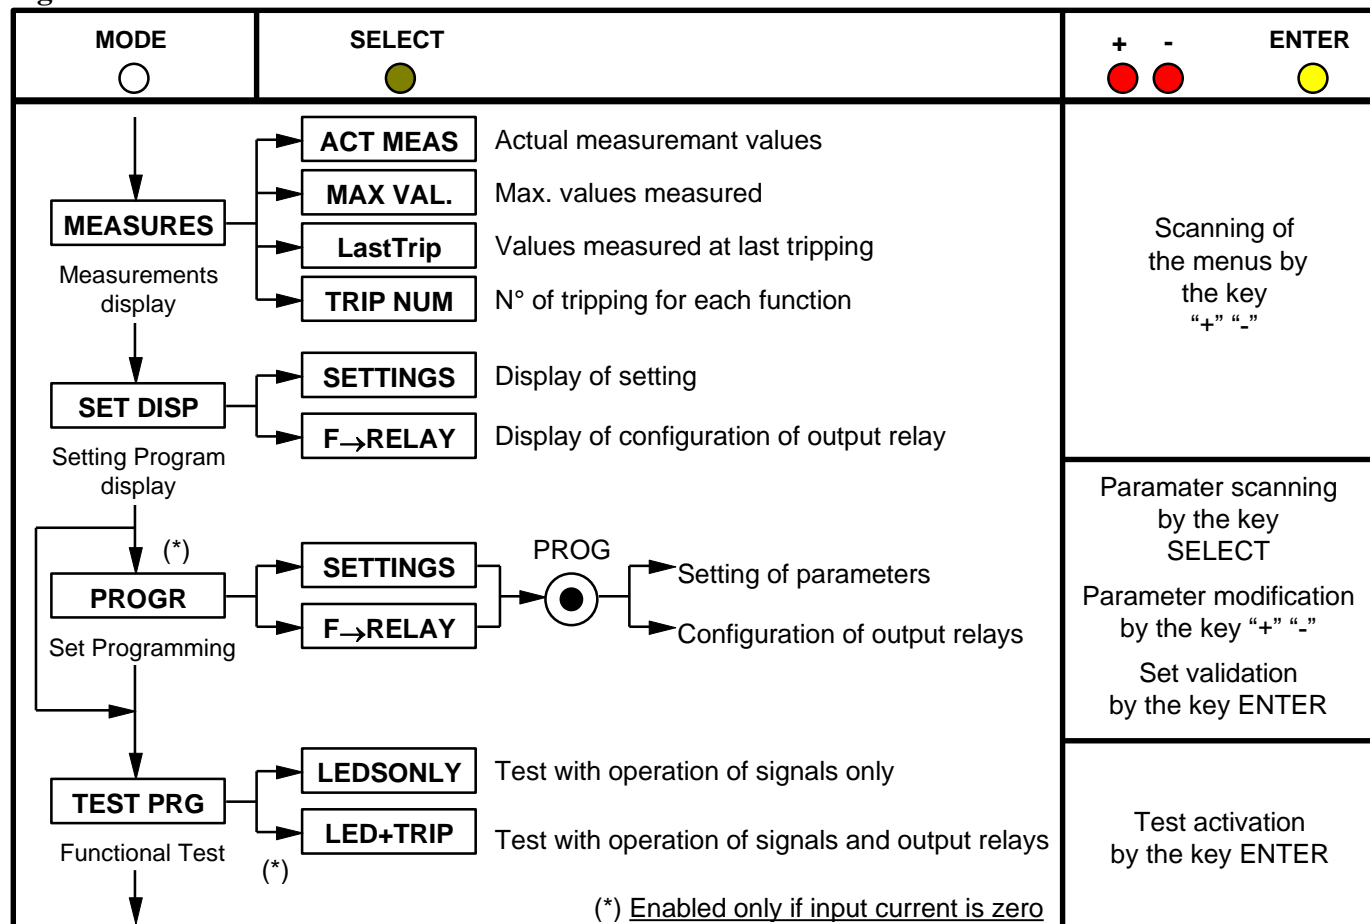 MODE
SELECT
+ -
ENTER
ACT MEAS
Actual measuremant values
MAX VAL.
Max. values measured
MEASURES
LastTrip
Values measured at last tripping
Measurements
display
TRIP NUM
N° of tripping for each function
Scanning of
the menus by
the key
“+” “-”
SETTINGS
Display of setting
SET DISP
F→RELAY
Display of configuration of output relay
Setting Program
display
(*)
SETTINGS
PROG
Setting of parameters
PROGR
F→RELAY
Configuration of output relays
Set Programming
Paramater scanning
by the key
SELECT
Parameter modification
by the key “+” “-”
Set validation
by the key ENTER
LEDSONLY
Test with operation of signals only
TEST PRG
LED+TRIP
Test with operation of signals and output relays
Functional Test
(*)
Test activation
by the key ENTER
(*) Enabled only if input current is zero